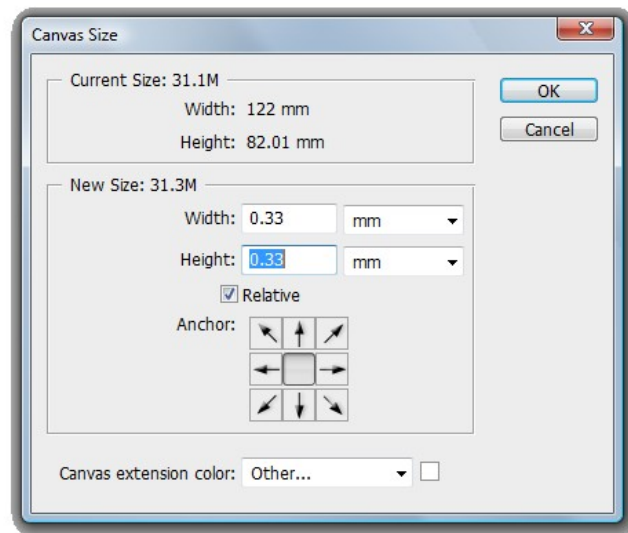 Canvas Size
Current Size: 31.1M
OK
Width: 122 mm
Cancel
Height: 82.01 mm
New Size: 31.3M
Width: 0.33 mm
Height: 0.33 mm
Relative
Anchor:
Canvas extension color: Other...